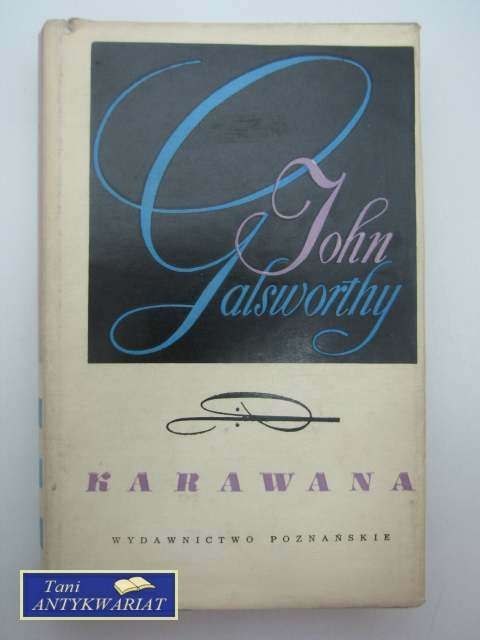 John
Galsworthy
KARAWANA
WYDAWNICTWO POZNAŃSKIE
Tani
ANTYKWARIAT